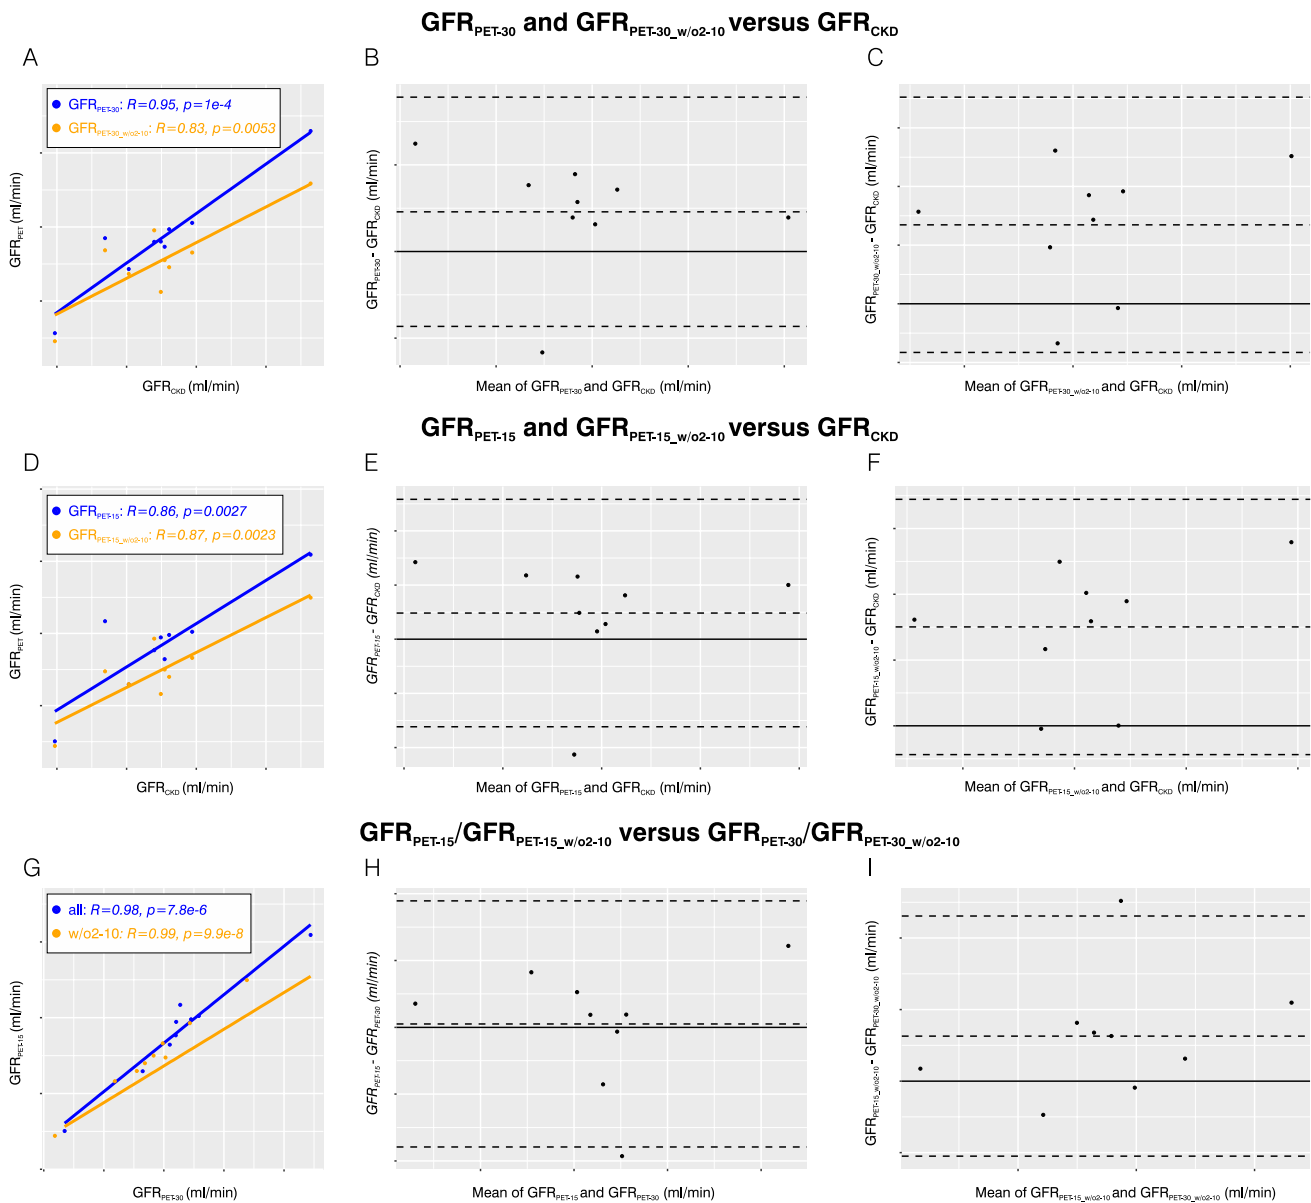 GFRPET-30 and GFRPET-30_w/o2-10 versus GFRCKD
A
B
C
GFRPET-30: R=0.95, p=1e-4
GFRPET-30_w/o2-10: R=0.83, p=0.0053
GFRPET (ml/min)
GFRCKD (ml/min)
GFRPET-30 - GFRCKD (ml/min)
Mean of GFRPET-30 and GFRCKD (ml/min)
GFRPET-30_w/o2-10 - GFRCKD (ml/min)
Mean of GFRPET-30_w/o2-10 and GFRCKD (ml/min)
GFRPET-15 and GFRPET-15_w/o2-10 versus GFRCKD
D
E
F
GFRPET-15: R=0.86, p=0.0027
GFRPET-15_w/o2-10: R=0.87, p=0.0023
GFRPET (ml/min)
GFRCKD (ml/min)
GFRPET-15 - GFRCKD (ml/min)
Mean of GFRPET-15 and GFRCKD (ml/min)
GFRPET-15_w/o2-10 - GFRCKD (ml/min)
Mean of GFRPET-15_w/o2-10 and GFRCKD (ml/min)
GFRPET-15/GFRPET-15_w/o2-10 versus GFRPET-30/GFRPET-30_w/o2-10
G
H
I
all: R=0.98, p=7.8e-6
w/o2-10: R=0.99, p=9.9e-8
GFRPET-15 (ml/min)
GFRPET-30 (ml/min)
GFRPET-15 - GFRPET-30 (ml/min)
Mean of GFRPET-15 and GFRPET-30 (ml/min)
GFRPET-15_w/o2-10 - GFRPET-30_w/o2-10 (ml/min)
Mean of GFRPET-15_w/o2-10 and GFRPET-30_w/o2-10 (ml/min)